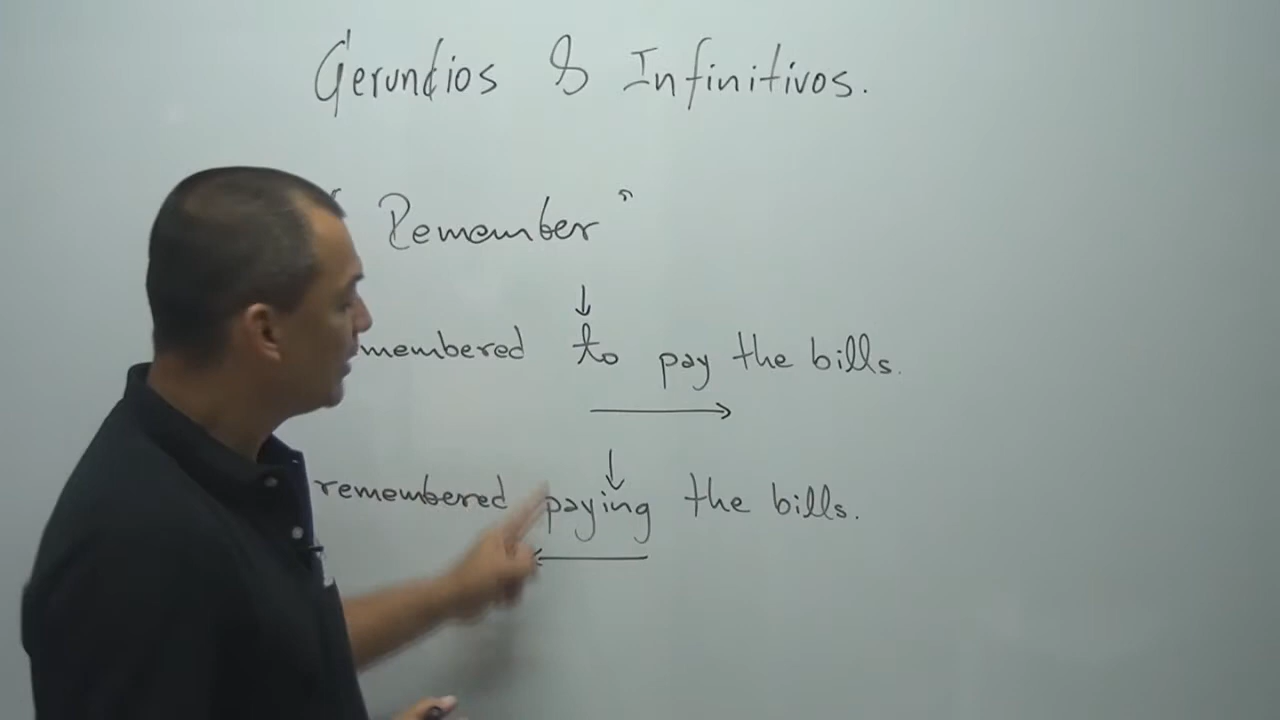 Gerundios & Infinitivos.
" Remember "
membered to pay the bills.
remembered paying the bills.